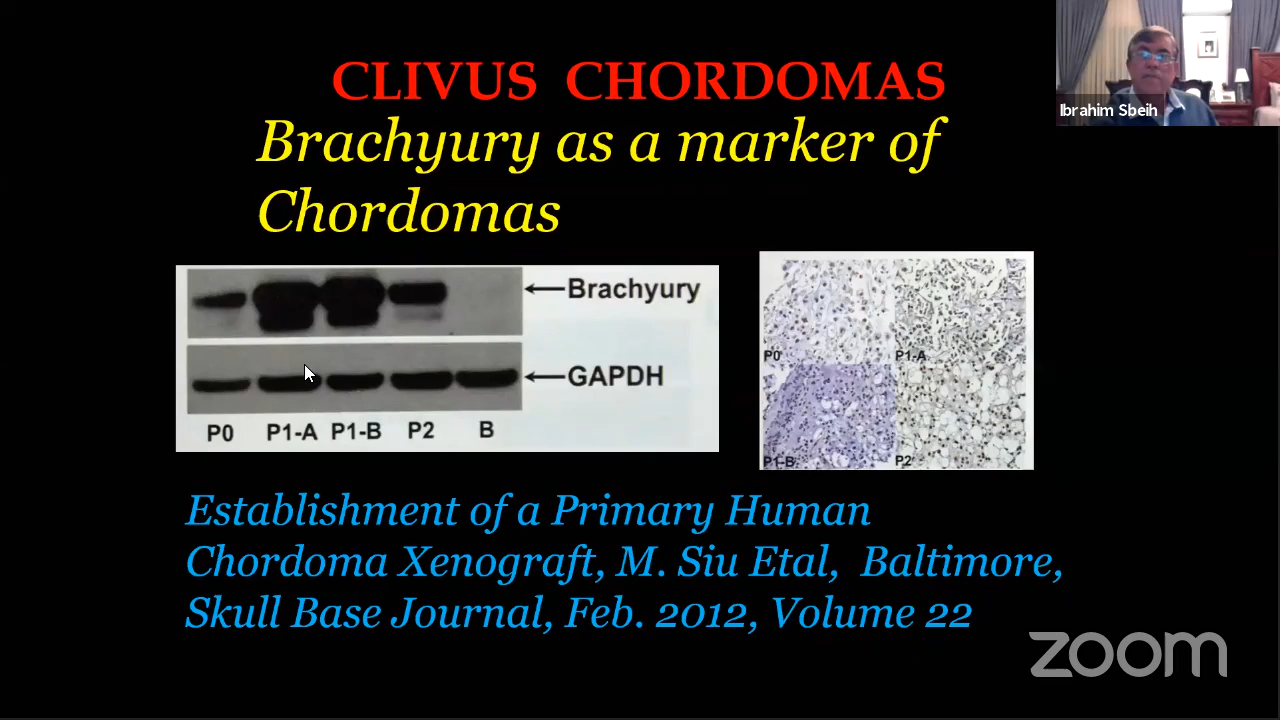 CLIVUS CHORDOMAS
Brachyury as a marker of
Chordomas
Ibrahim Sbeih
Brachyury
GAPDH
P0 P1-A P1-B P2 B
P0 P1-A
P1-B P2
Establishment of a Primary Human
Chordoma Xenograft, M. Siu Etal, Baltimore,
Skull Base Journal, Feb. 2012, Volume 22
zoom